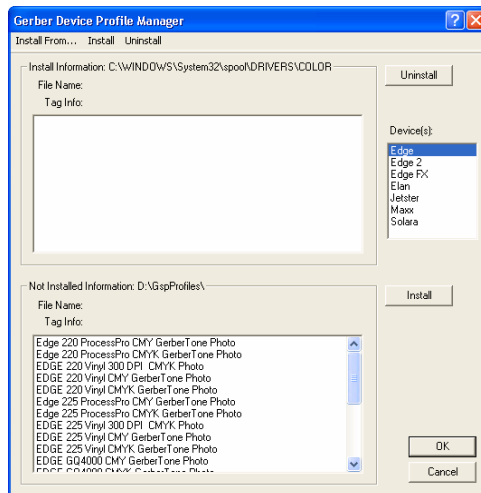 Gerber Device Profile Manager
Install From... Install Uninstall
Install Information: C:\WINDOWS\System32\spool\DRIVERS\COLOR
Uninstall
File Name:
Tag Info:
Device(s):
Edge
Edge 2
Edge FX
Elan
Jetster
Maxx
Solara
Not Installed Information: D:\GspProfiles\
Install
File Name:
Tag Info:
Edge 220 ProcessPro CMY GerberTone Photo
Edge 220 ProcessPro CMYK GerberTone Photo
EDGE 220 Vinyl 300 DPI CMYK Photo
EDGE 220 Vinyl CMY GerberTone Photo
EDGE 220 Vinyl CMYK GerberTone Photo
Edge 225 ProcessPro CMY GerberTone Photo
Edge 225 ProcessPro CMYK GerberTone Photo
EDGE 225 Vinyl 300 DPI CMYK Photo
EDGE 225 Vinyl CMY GerberTone Photo
EDGE 225 Vinyl CMYK GerberTone Photo
EDGE GQ4000 CMY GerberTone Photo
EDGE GQ4000 CMYK GerberTone Photo
OK
Cancel